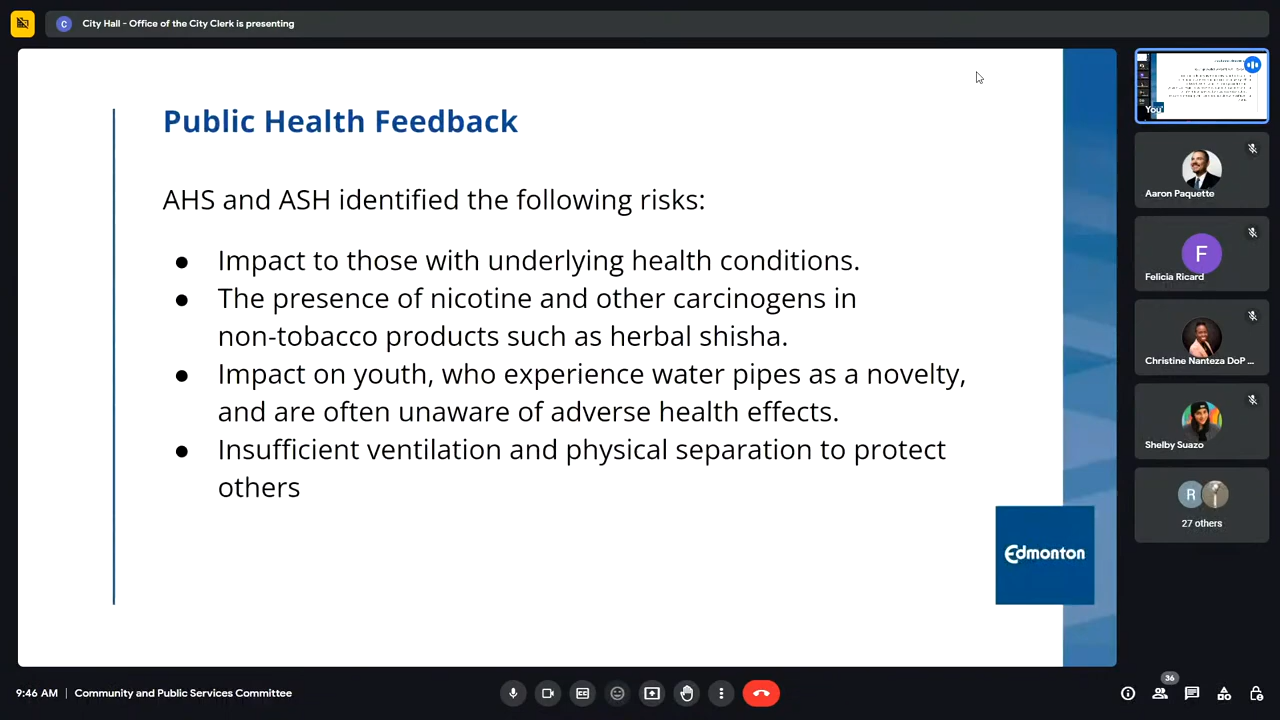 City Hall - Office of the City Clerk is presenting
C
Public Health Feedback
AHS and ASH identified the following risks:
● Impact to those with underlying health conditions.
● The presence of nicotine and other carcinogens in
non-tobacco products such as herbal shisha.
● Impact on youth, who experience water pipes as a novelty,
and are often unaware of adverse health effects.
● Insufficient ventilation and physical separation to protect
others
Edmonton
Aaron Paquette
F
Felicia Ricard
Christine Nanteza DoP ...
Shelby Suazo
R
27 others
9:46 AM | Community and Public Services Committee
36